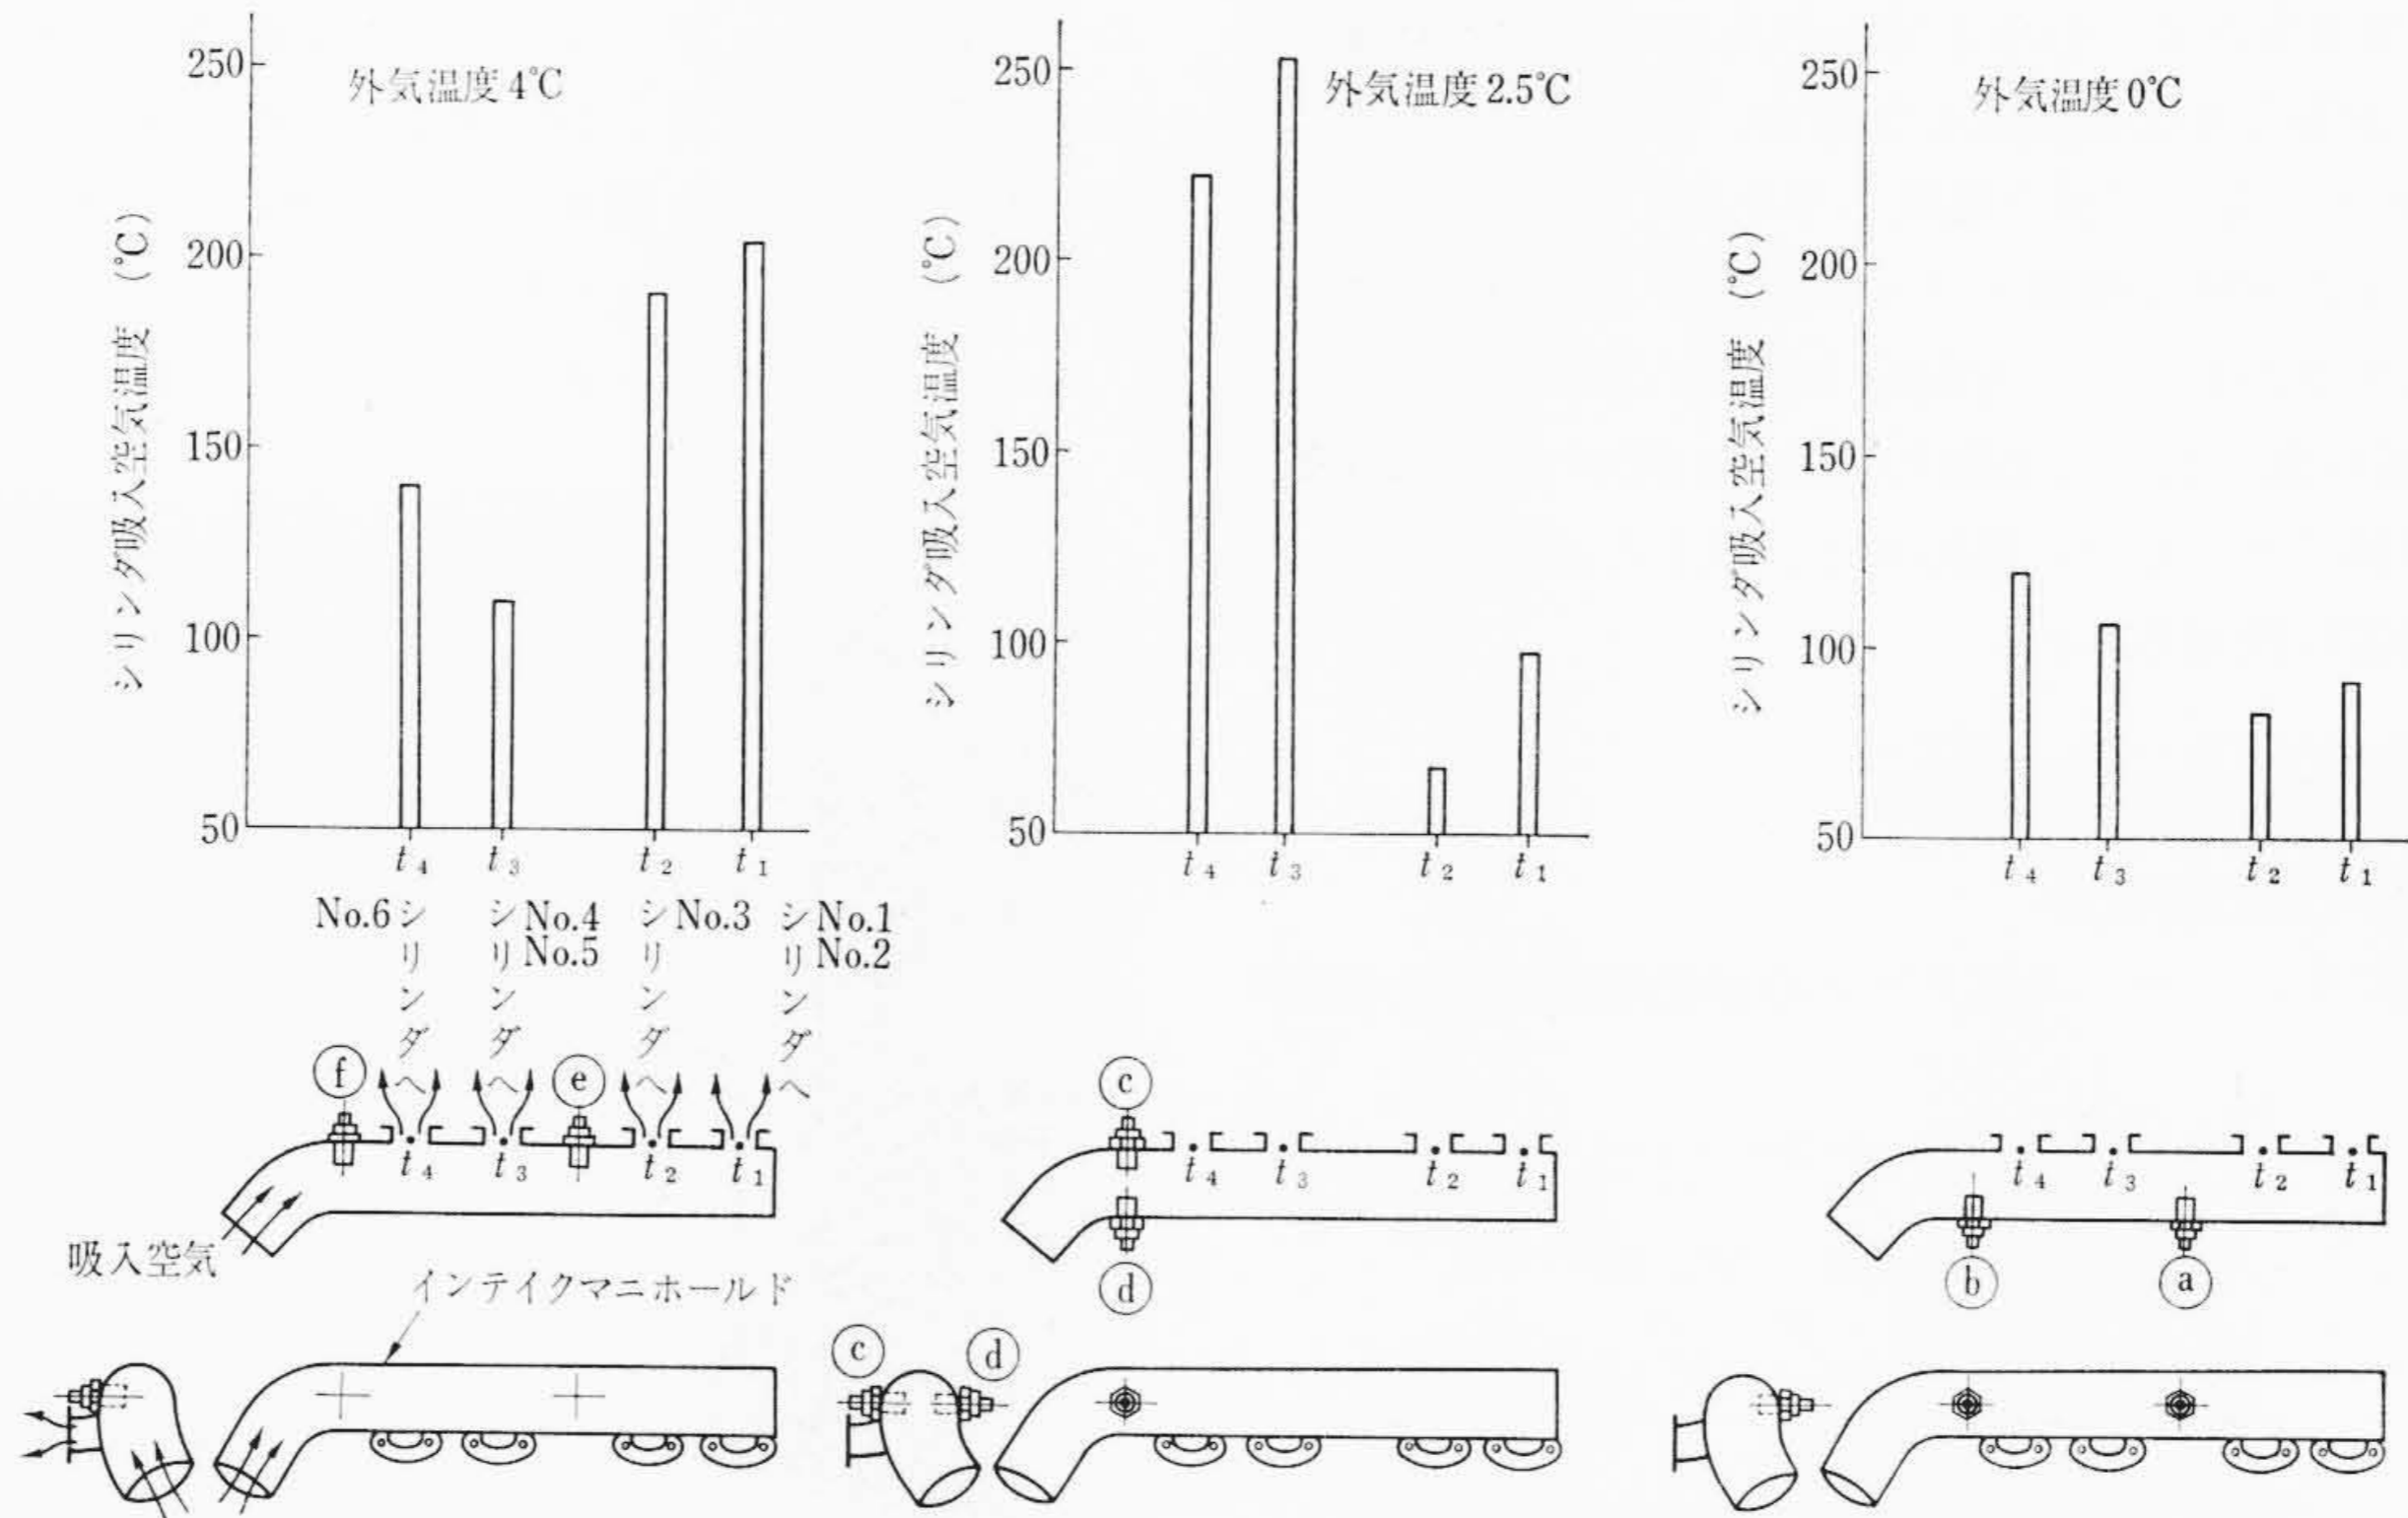 外気温度4℃
シリンダ吸入空気温度 (℃)
250
200
150
100
50
t4 t3 t2 t1
No.6シリンダへ
No.4 No.5 シリンダへ
No.3シリンダへ
No.1 No.2 シリンダへ
f e
t4 t3 t2 t1
吸入空気
インテイクマニホールド
外気温度2.5℃
シリンダ吸入空気温度 (℃)
250
200
150
100
50
t4 t3 t2 t1
c
t4 t3 t2 t1
d
c d
外気温度0℃
シリンダ吸入空気温度 (℃)
250
200
150
100
50
t4 t3 t2 t1
t4 t3 t2 t1
b a